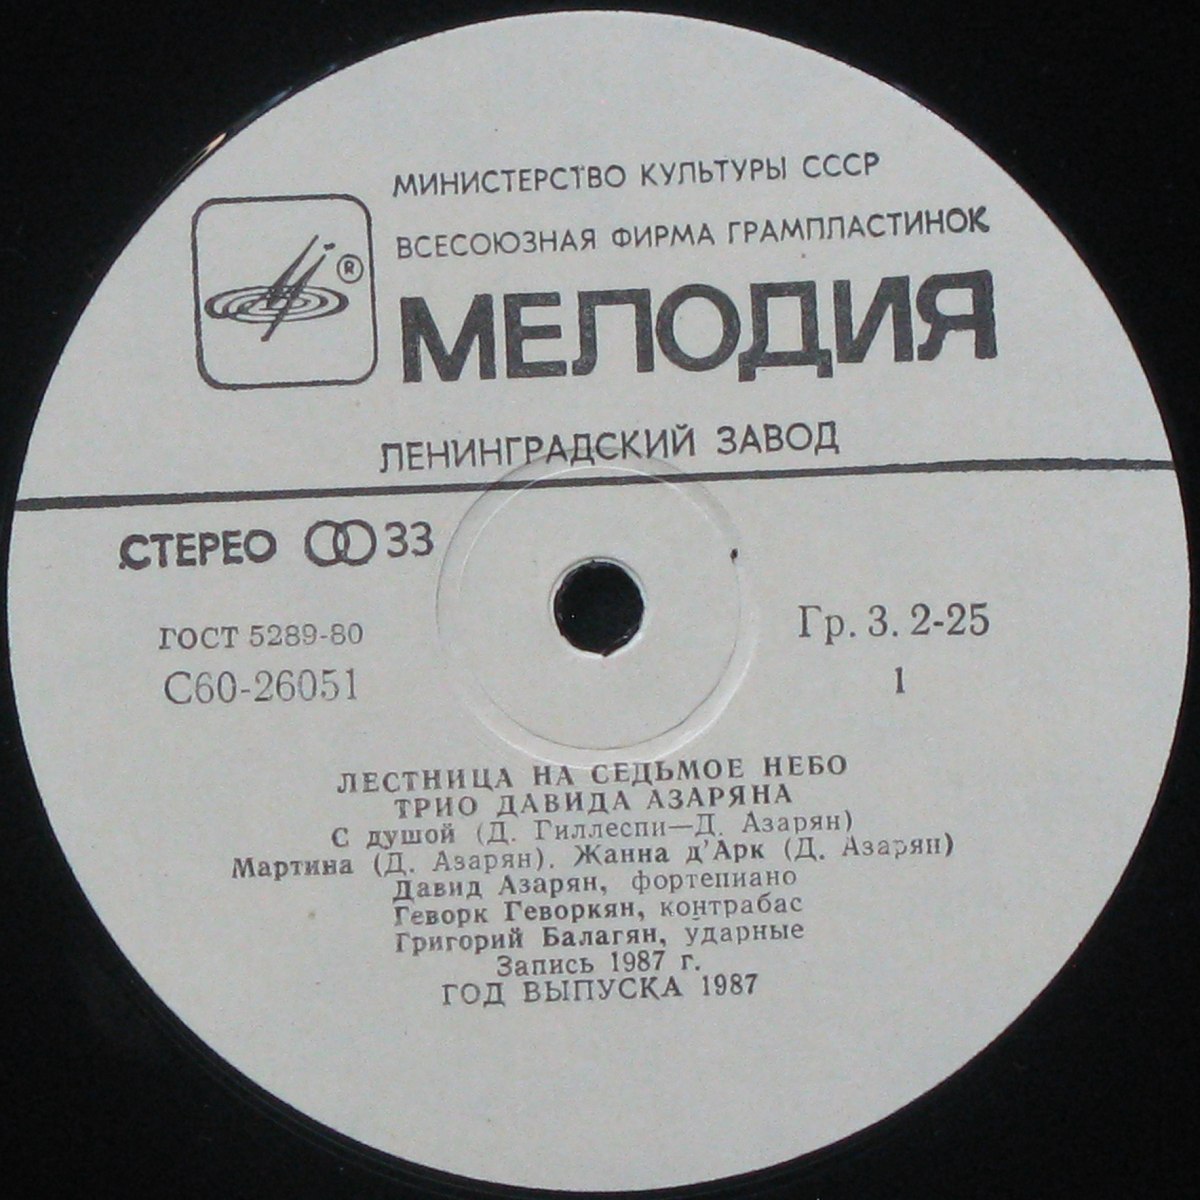 МИНИСТЕРСТВО КУЛЬТУРЫ СССР
ВСЕСОЮЗНАЯ ФИРМА ГРАМПЛАСТИНОК
®
МЕЛОДИЯ
ЛЕНИНГРАДСКИЙ ЗАВОД
СТЕРЕО 33
ГОСТ 5289-80
Гр. 3. 2-25
С60-26051
1
ЛЕСТНИЦА НА СЕДЬМОЕ НЕБО
ТРИО ДАВИДА АЗАРЯНА
С душой (Д. Гиллеспи—Д. Азарян)
Мартина (Д. Азарян). Жанна д'Арк (Д. Азарян)
Давид Азарян, фортепиано
Геворк Геворкян, контрабас
Григорий Балагян, ударные
Запись 1987 г.
ГОД ВЫПУСКА 1987